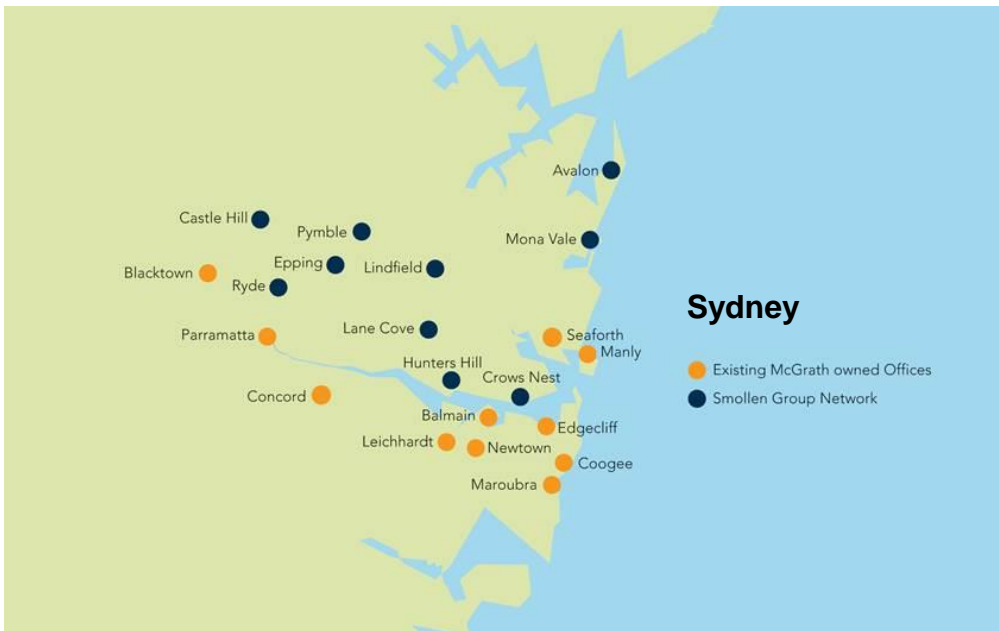 Avalon
Castle Hill
Pymble
Mona Vale
Epping
Lindfield
Blacktown
Ryde
Sydney
Lane Cove
Seaforth
Parramatta
Manly
Hunters Hill
Existing McGrath owned Offices
Crows Nest
Concord
Smollen Group Network
Balmain
Edgecliff
Leichhardt
Newtown
Coogee
Maroubra